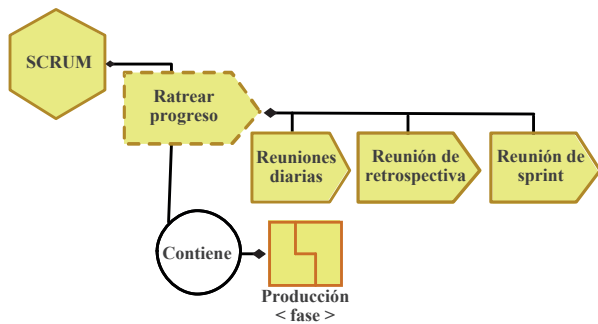 SCRUM
Ratrear
progreso
Reuniones
diarias
Reunión de
retrospectiva
Reunión de
sprint
Contiene
Producción
< fase >